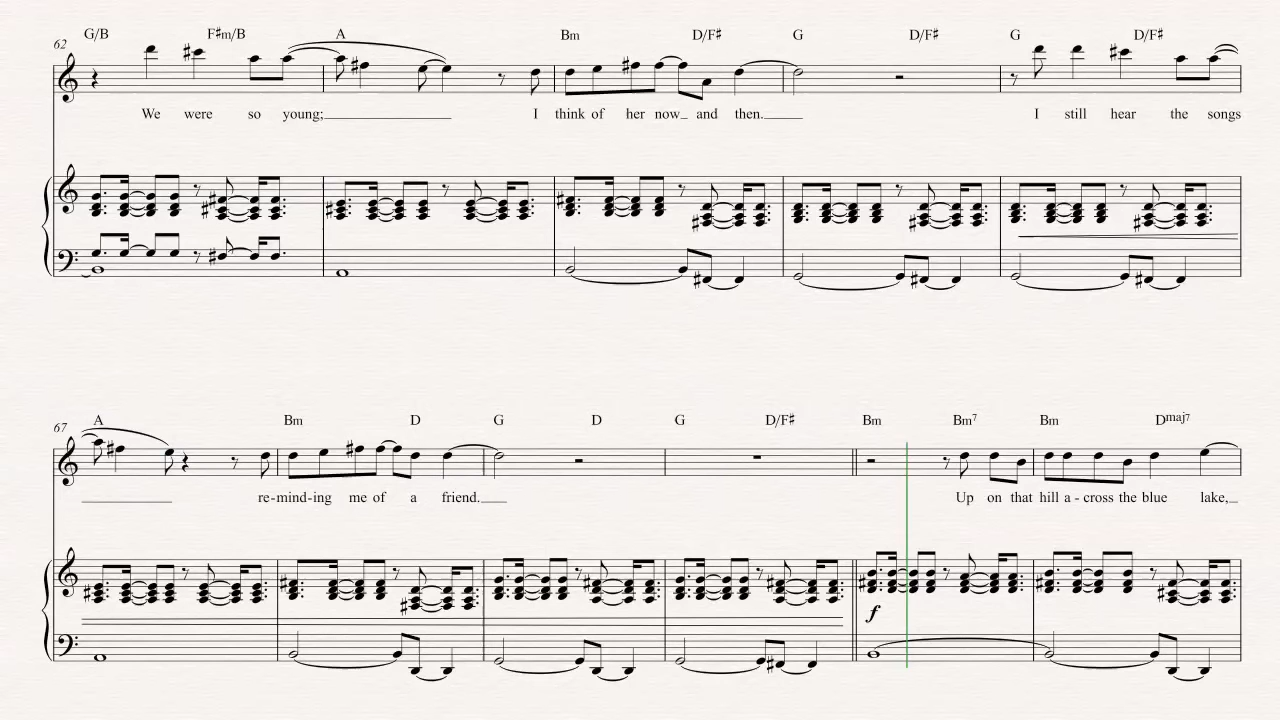 G/B F♯m/B A Bm D/F♯ G D/F♯ G D/F♯
62
We were so young; I think of her now and then. I still hear the songs
A Bm D G D G D/F♯ Bm Bm7 Bm Dmaj7
67
re-mind-ing me of a friend. Up on that hill a-cross the blue lake,
f